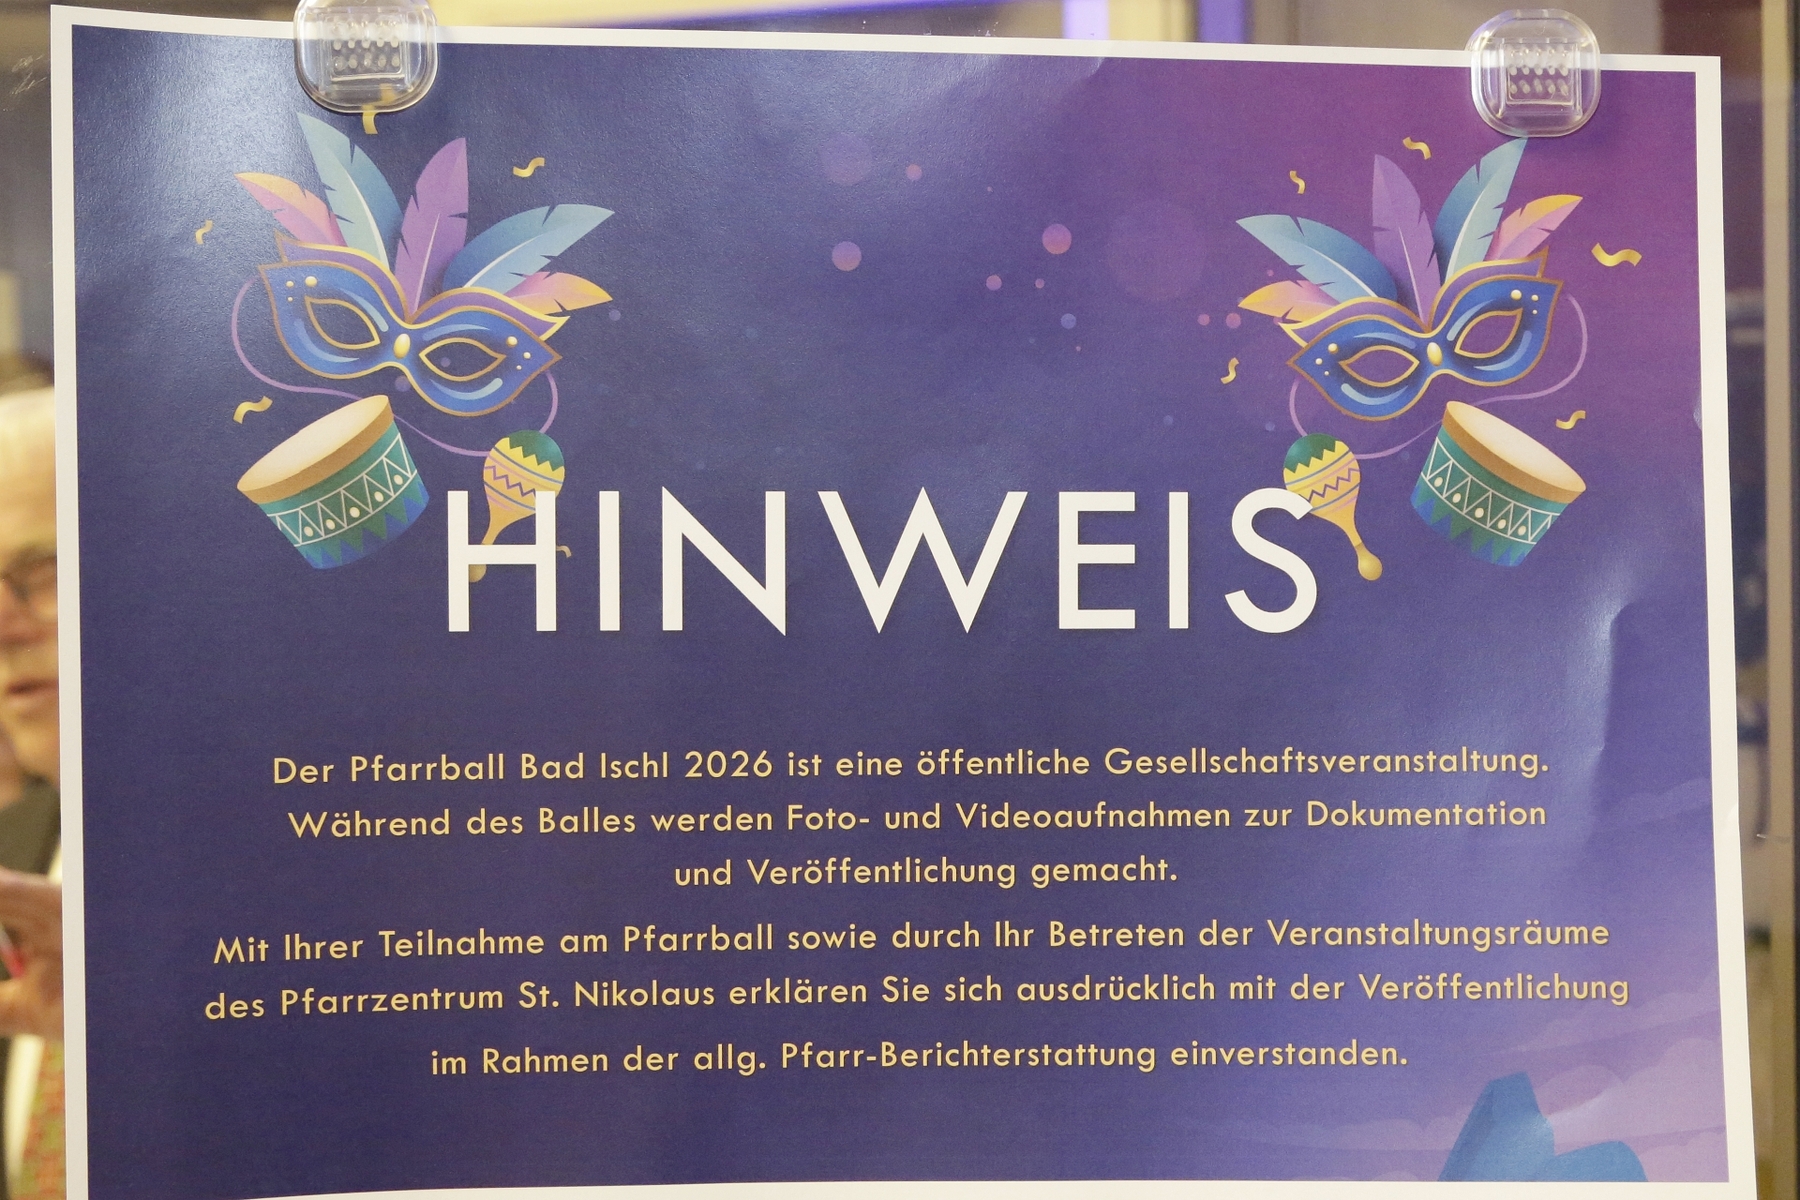 HINWEIS
Der Pfarrball Bad Ischl 2026 ist eine öffentliche Gesellschaftsveranstaltung.
Während des Balles werden Foto- und Videoaufnahmen zur Dokumentation
und Veröffentlichung gemacht.
Mit Ihrer Teilnahme am Pfarrball sowie durch Ihr Betreten der Veranstaltungsräume
des Pfarrzentrum St. Nikolaus erklären Sie sich ausdrücklich mit der Veröffentlichung
im Rahmen der allg. Pfarr-Berichterstattung einverstanden.